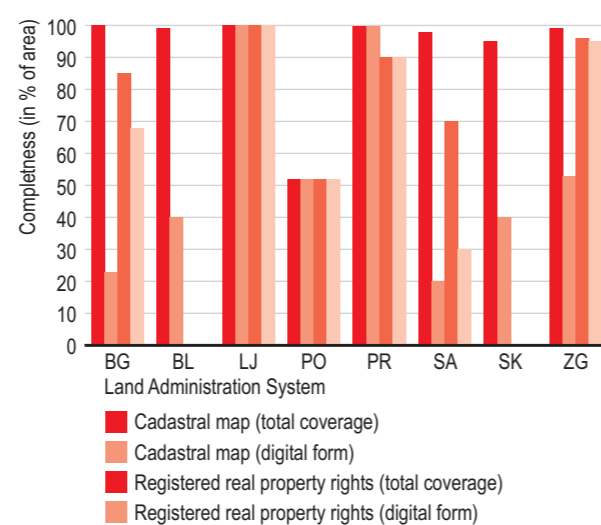 Completness (in % of area)
100
90
80
70
60
50
40
30
20
10
0
BG BL LJ PO PR SA SK ZG
Land Administration System
Cadastral map (total coverage)
Cadastral map (digital form)
Registered real property rights (total coverage)
Registered real property rights (digital form)